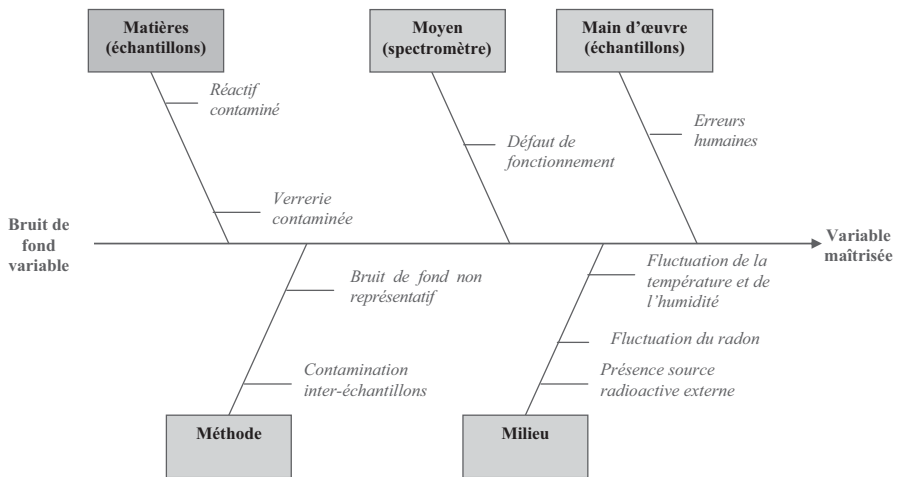 Matières
(échantillons)
Moyen
(spectromètre)
Main d’œuvre
(échantillons)
Réactif
contaminé
Défaut de
fonctionnement
Erreurs
humaines
Verrerie
contaminée
Bruit de
fond
variable
Variable
maîtrisée
Bruit de fond non
représentatif
Fluctuation de la
température et de
l’humidité
Fluctuation du radon
Contamination
inter-échantillons
Présence source
radioactive externe
Méthode
Milieu